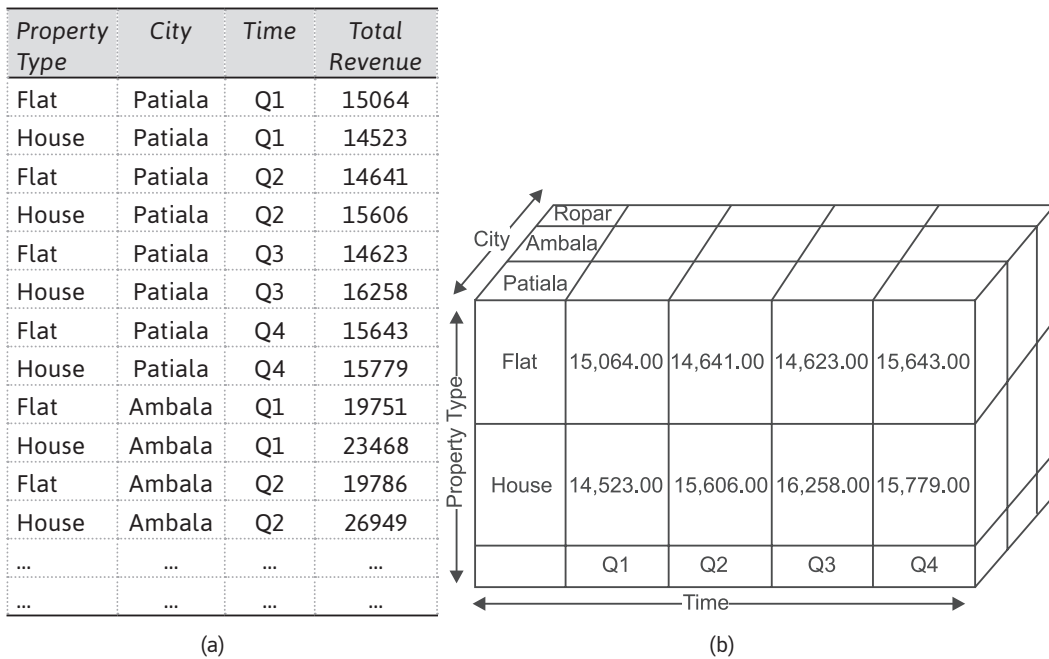 Property Type City Time Total Revenue
Flat Patiala Q1 15064
House Patiala Q1 14523
Flat Patiala Q2 14641
House Patiala Q2 15606
Flat Patiala Q3 14623
House Patiala Q3 16258
Flat Patiala Q4 15643
House Patiala Q4 15779
Flat Ambala Q1 19751
House Ambala Q1 23468
Flat Ambala Q2 19786
House Ambala Q2 26949
... ... ... ...
... ... ... ...
(a)
City
Ropar
Ambala
Patiala
Property Type
Flat 15,064.00 14,641.00 14,623.00 15,643.00
House 14,523.00 15,606.00 16,258.00 15,779.00
Q1 Q2 Q3 Q4
Time
(b)